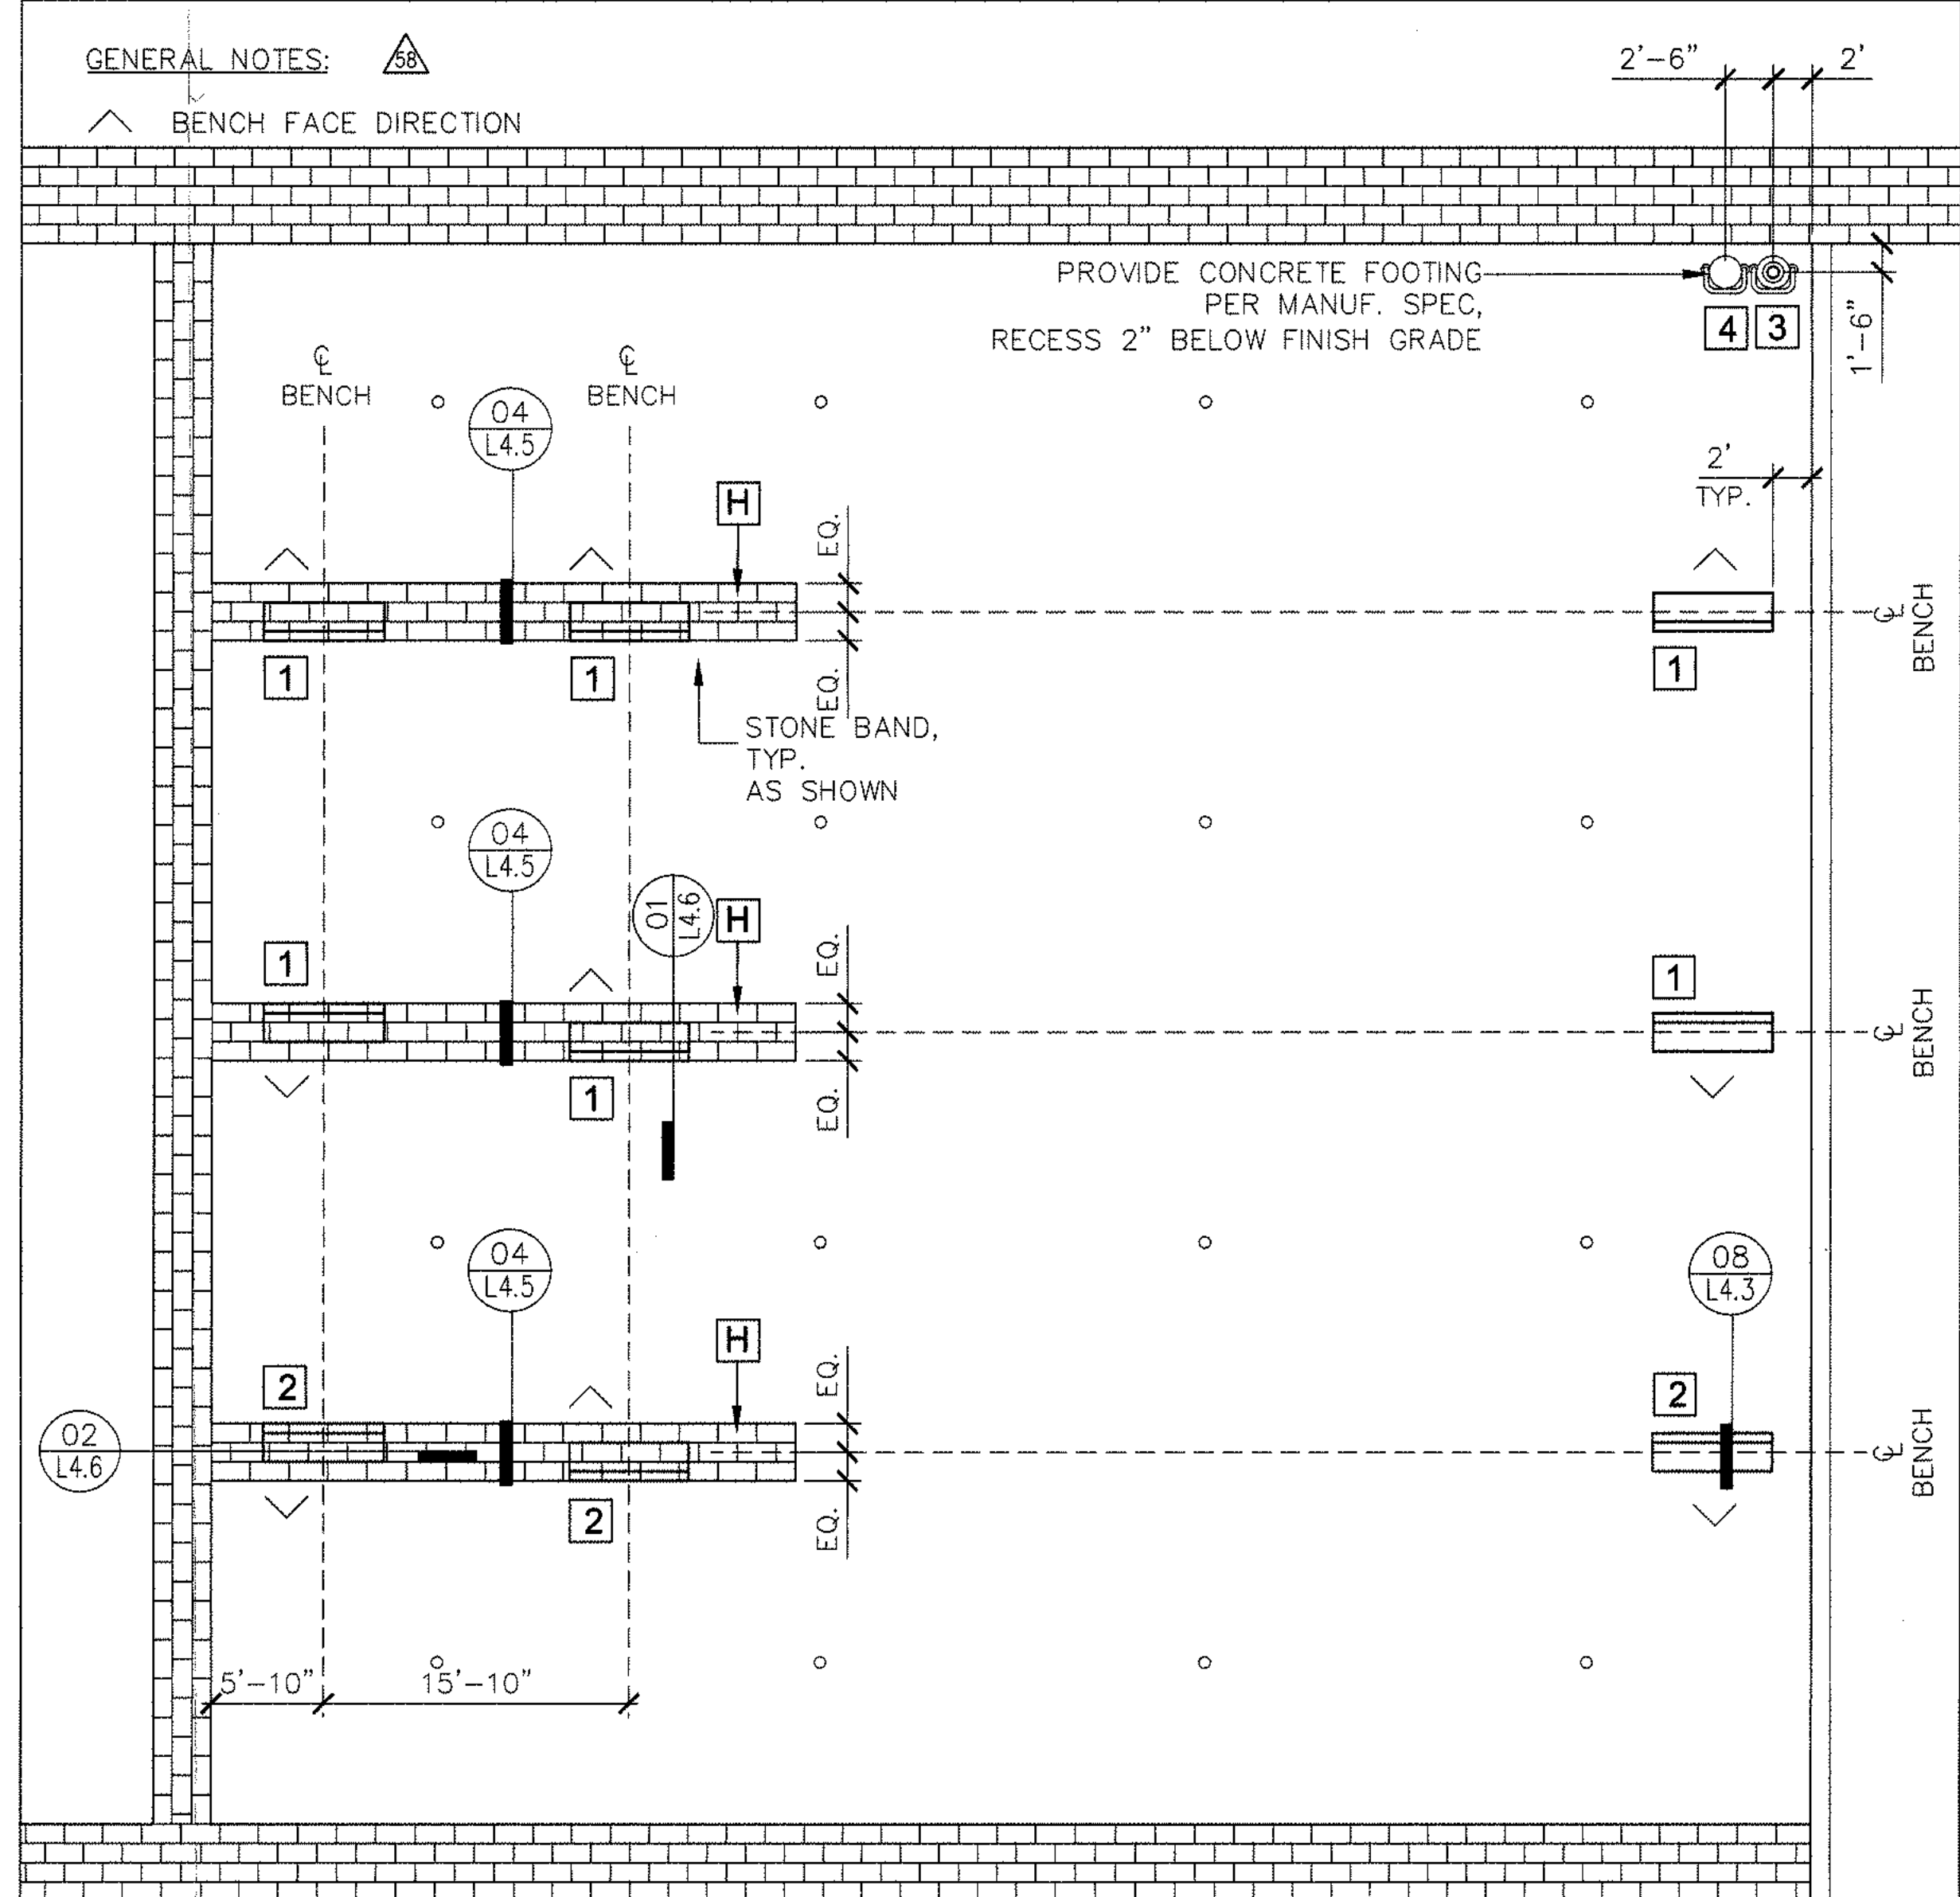 GENERAL NOTES: 58
BENCH FACE DIRECTION
2'-6" 2'
PROVIDE CONCRETE FOOTING
PER MANUF. SPEC,
RECESS 2" BELOW FINISH GRADE
4 3
1'-6"
℄
BENCH
℄
BENCH
04
L4.5
H
EQ.
2'
TYP.
℄
BENCH
1
1
EQ.
1
STONE BAND,
TYP.
AS SHOWN
04
L4.5
01
L4.6
H
1
EQ.
1
℄
BENCH
1
EQ.
04
L4.5
08
L4.3
H
2
EQ.
2
02
L4.6
℄
BENCH
2
EQ.
5'-10" 15'-10"